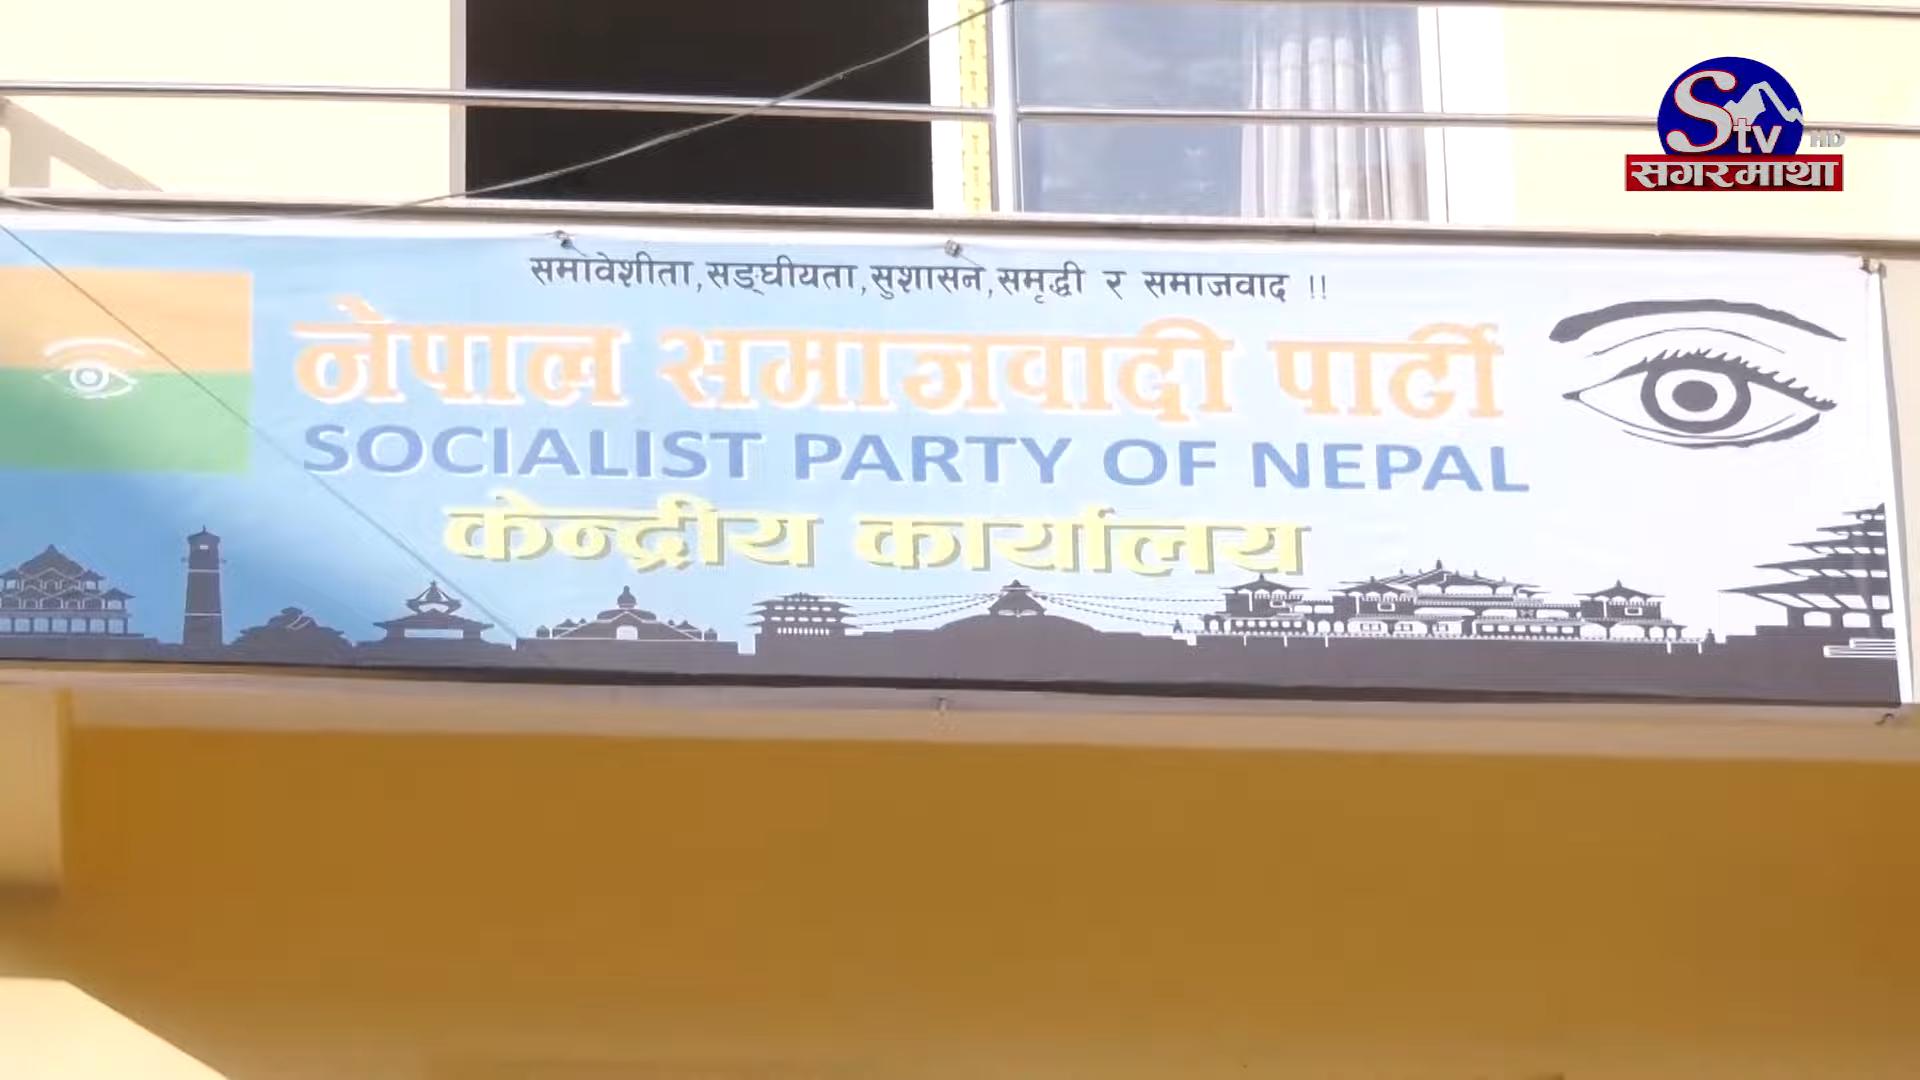 Stv HD
सगरमाथा
समावेशीता,सङ्घीयता,सुशासन,समृद्धी र समाजवाद !!
नेपाल समाजवादी पार्टी
SOCIALIST PARTY OF NEPAL
केन्द्रीय कार्यालय